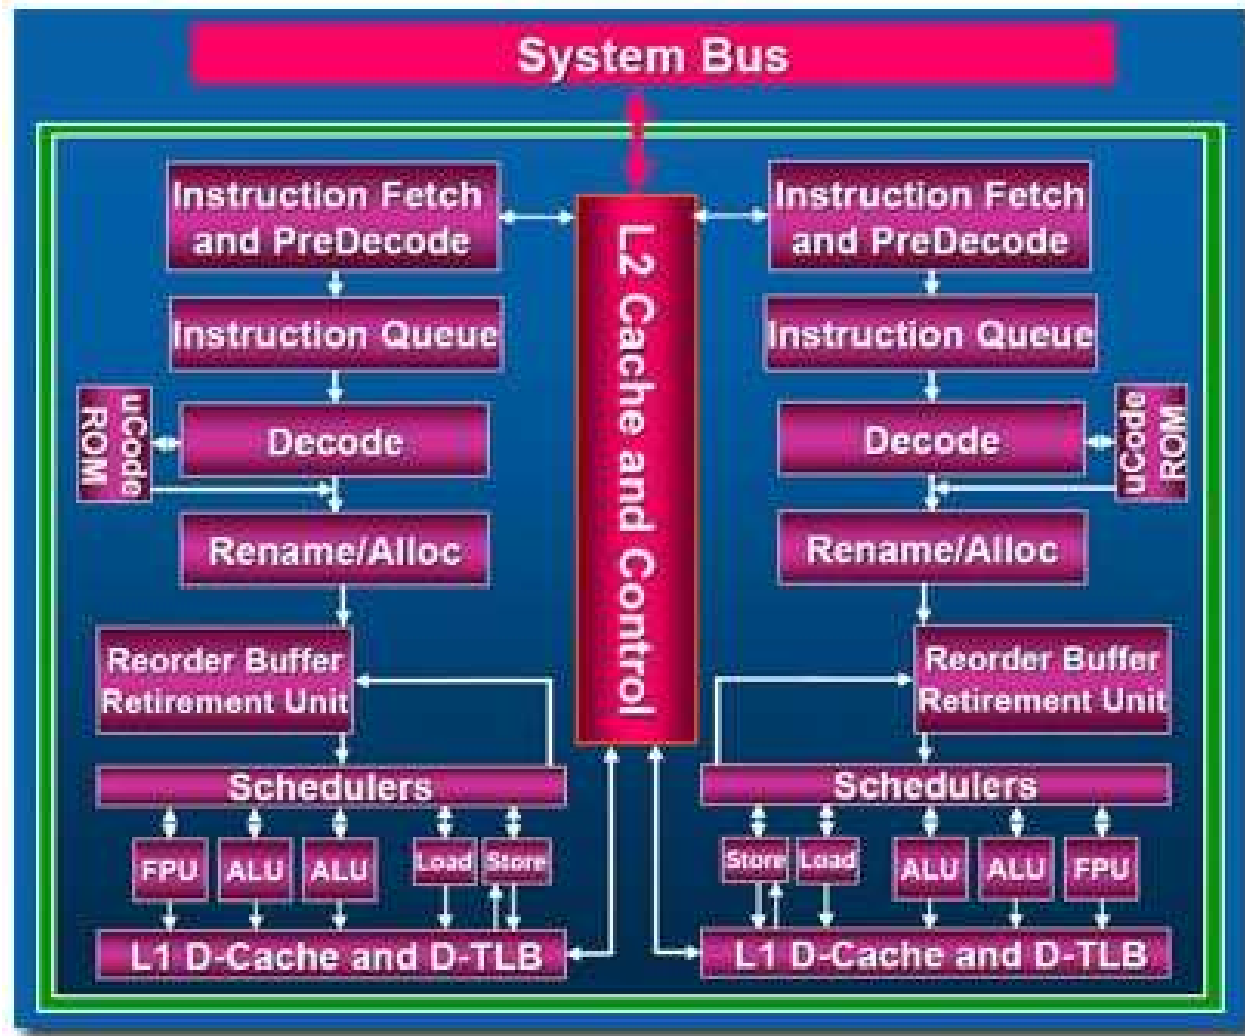 System Bus
Instruction Fetch
and PreDecode
Instruction Queue
uCode
ROM
Decode
Rename/Alloc
Reorder Buffer
Retirement Unit
Schedulers
FPU
ALU
ALU
Load
Store
L1 D-Cache and D-TLB
L2 Cache and Control
Instruction Fetch
and PreDecode
Instruction Queue
Decode
uCode
ROM
Rename/Alloc
Reorder Buffer
Retirement Unit
Schedulers
Store
Load
ALU
ALU
FPU
L1 D-Cache and D-TLB